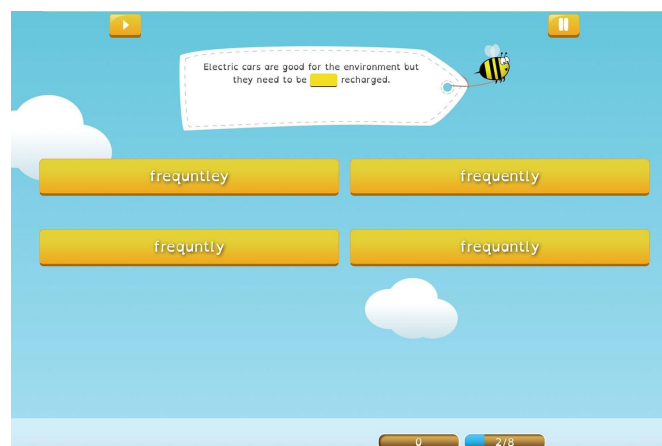 Electric cars are good for the environment but
they need to be recharged.
frequntley
frequently
frequntly
frequantly
0
2/8